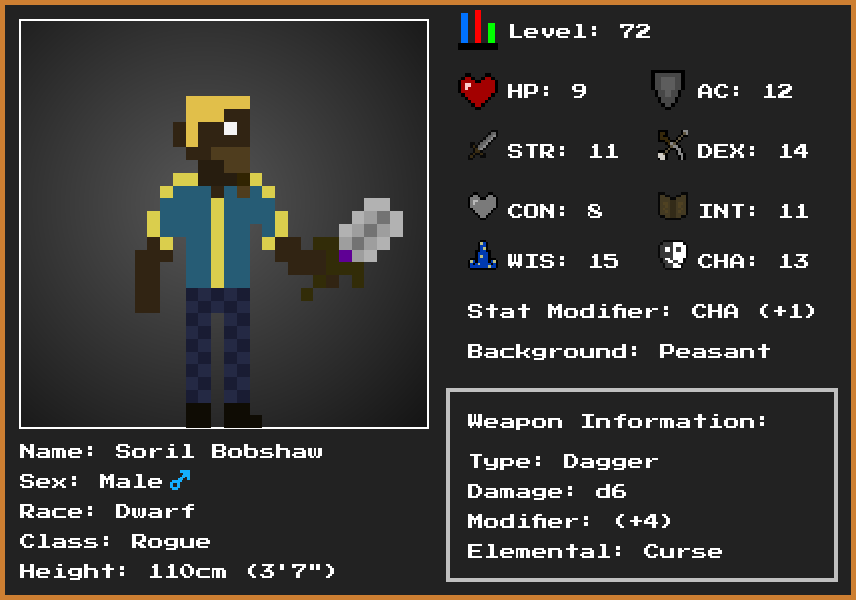 Level: 72
HP: 9
AC: 12
STR: 11
DEX: 14
CON: 8
INT: 11
WIS: 15
CHA: 13
Stat Modifier: CHA (+1)
Background: Peasant
Weapon Information:
Type: Dagger
Damage: d6
Modifier: (+4)
Elemental: Curse
Name: Soril Bobshaw
Sex: Male♂
Race: Dwarf
Class: Rogue
Height: 110cm (3'7")